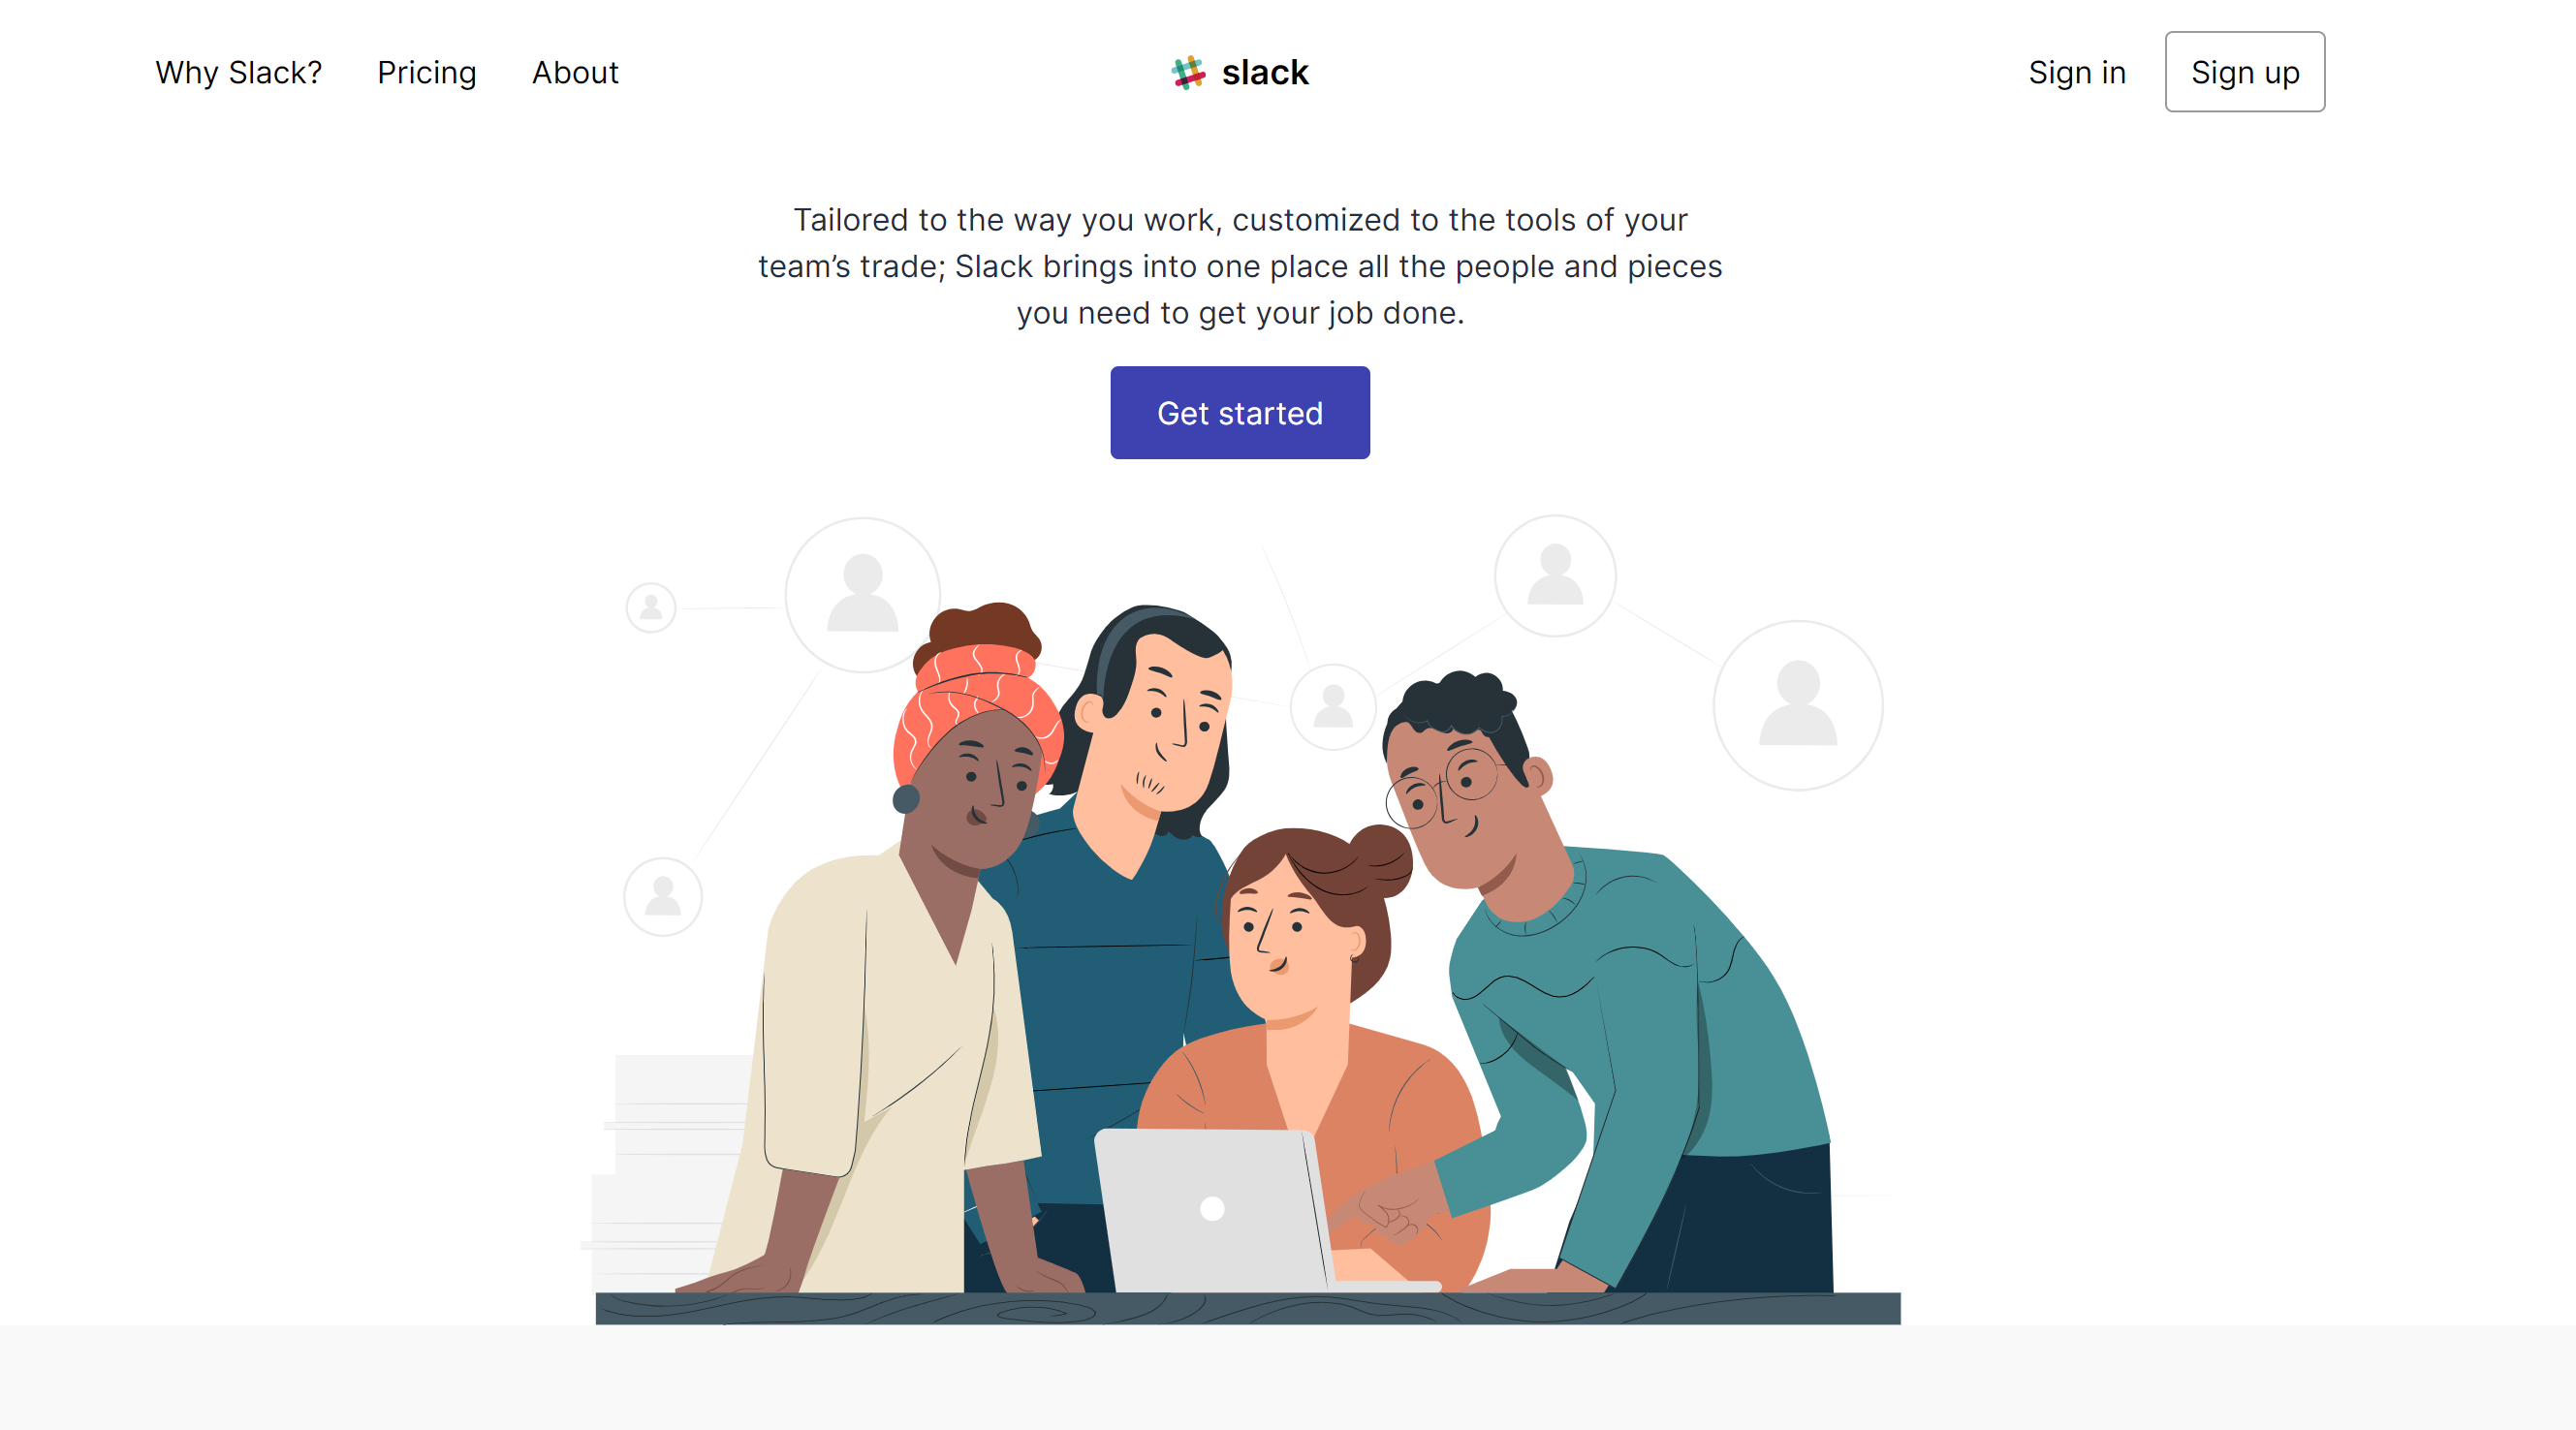 Why Slack? Pricing About slack Sign in Sign up
Tailored to the way you work, customized to the tools of your
team’s trade; Slack brings into one place all the people and pieces
you need to get your job done.
Get started